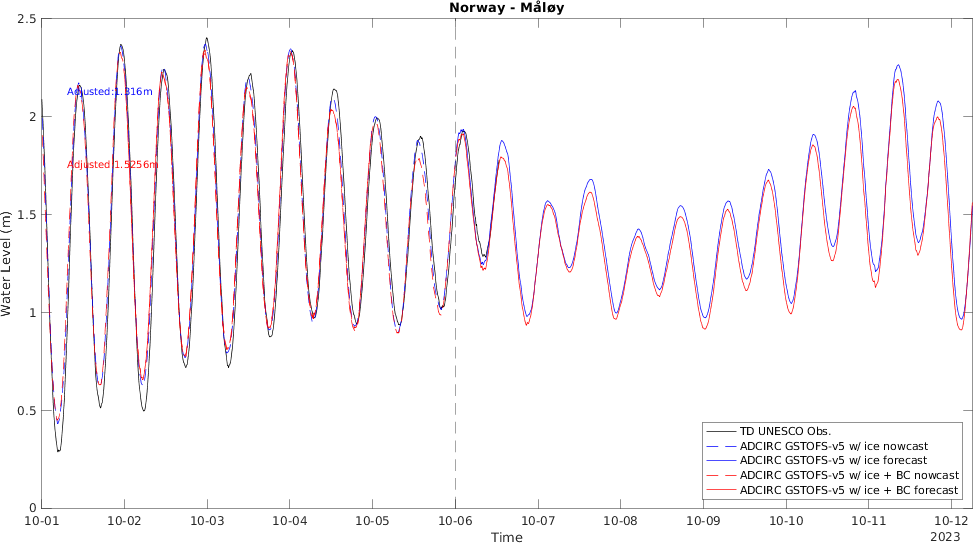 Norway - Måløy
2.5
2
1.5
1
0.5
0
Water Level (m)
Adjusted:1.316m
Adjusted:1.5256m
TD UNESCO Obs.
ADCIRC GSTOFS-v5 w/ ice nowcast
ADCIRC GSTOFS-v5 w/ ice forecast
ADCIRC GSTOFS-v5 w/ ice + BC nowcast
ADCIRC GSTOFS-v5 w/ ice + BC forecast
10-01 10-02 10-03 10-04 10-05 10-06 10-07 10-08 10-09 10-10 10-11 10-12
Time
2023